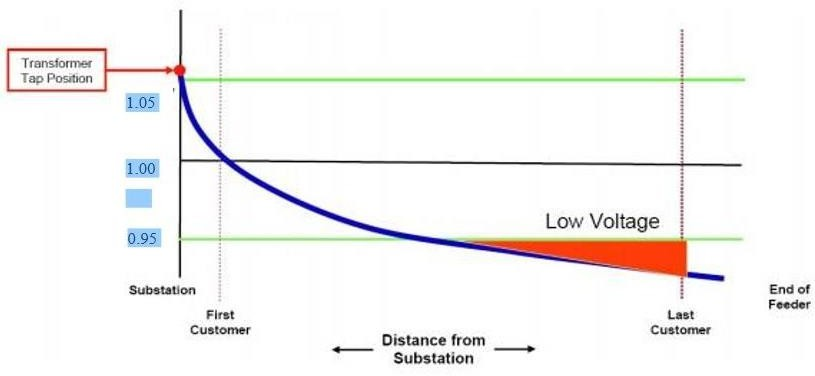 Transformer
Tap Position
1.05
1.00
0.95
Low Voltage
Substation
First
Customer
Distance from
Substation
Last
Customer
End of
Feeder